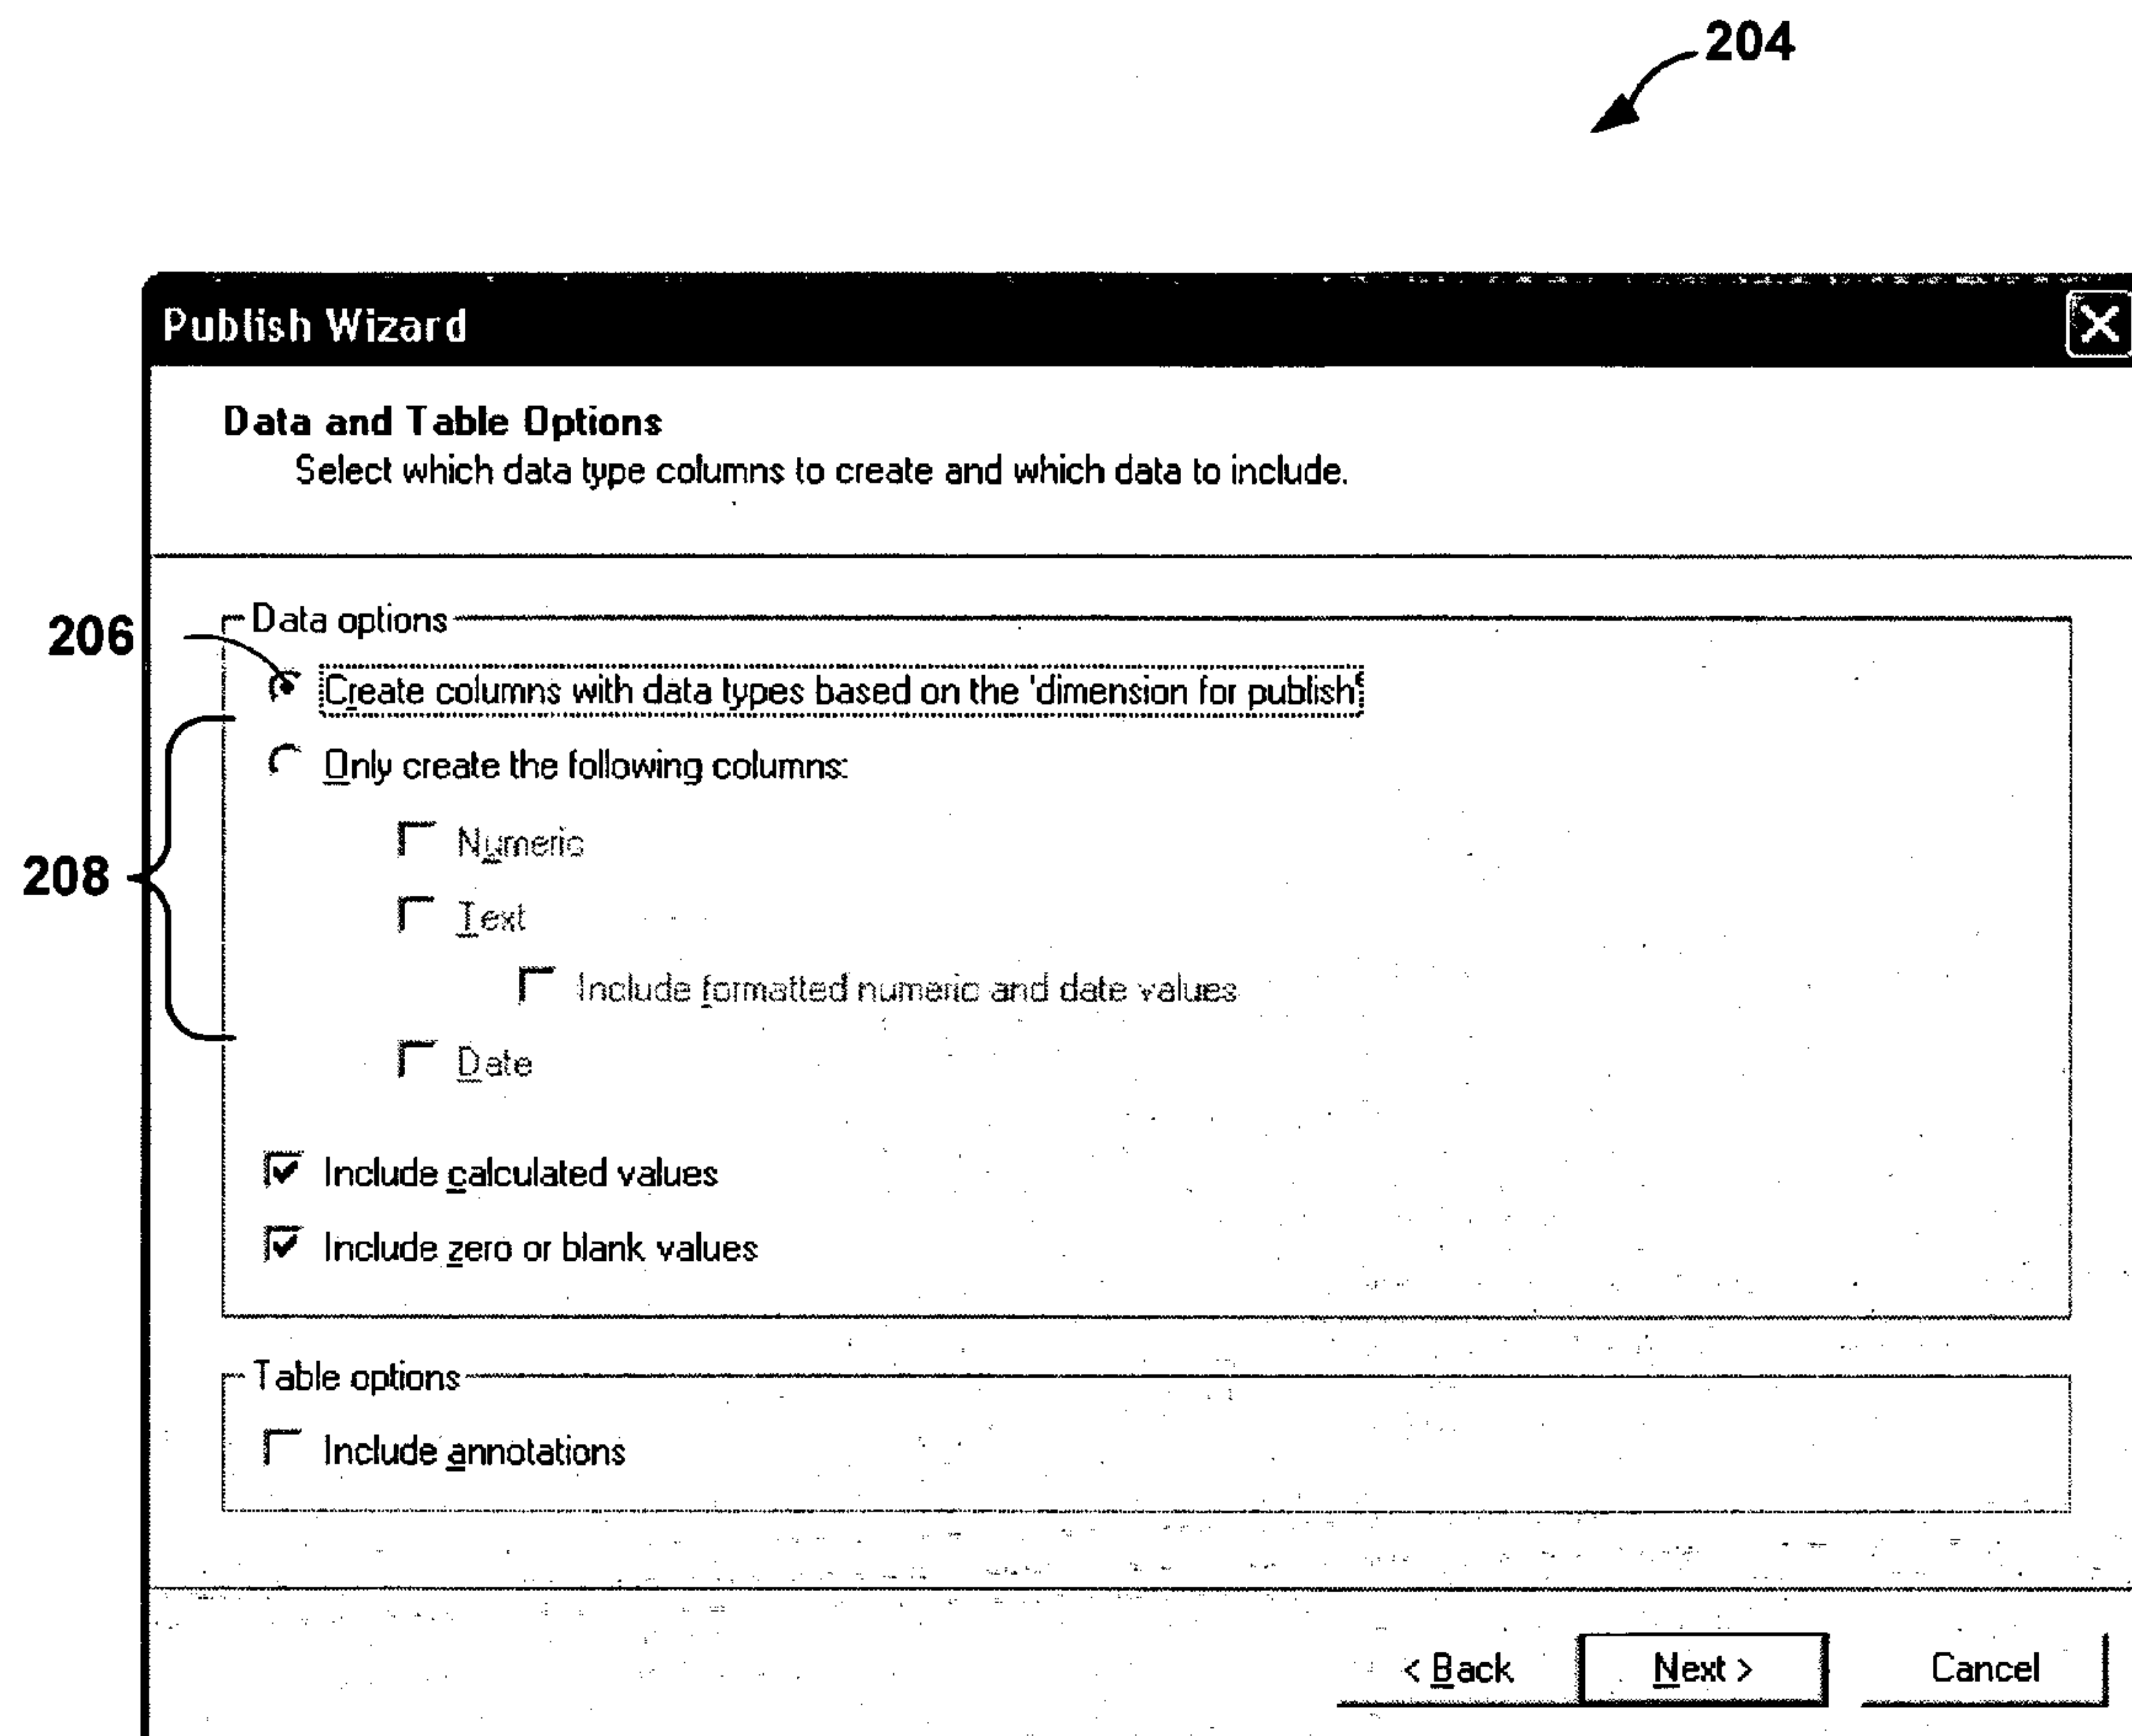 204
Publish Wizard
Data and Table Options
Select which data type columns to create and which data to include.
206
Data options
Create columns with data types based on the 'dimension for publish'
Only create the following columns:
Numeric
208
Text
Include formatted numeric and date values
Date
Include calculated values
Include zero or blank values
Table options
Include annotations
< Back
Next >
Cancel